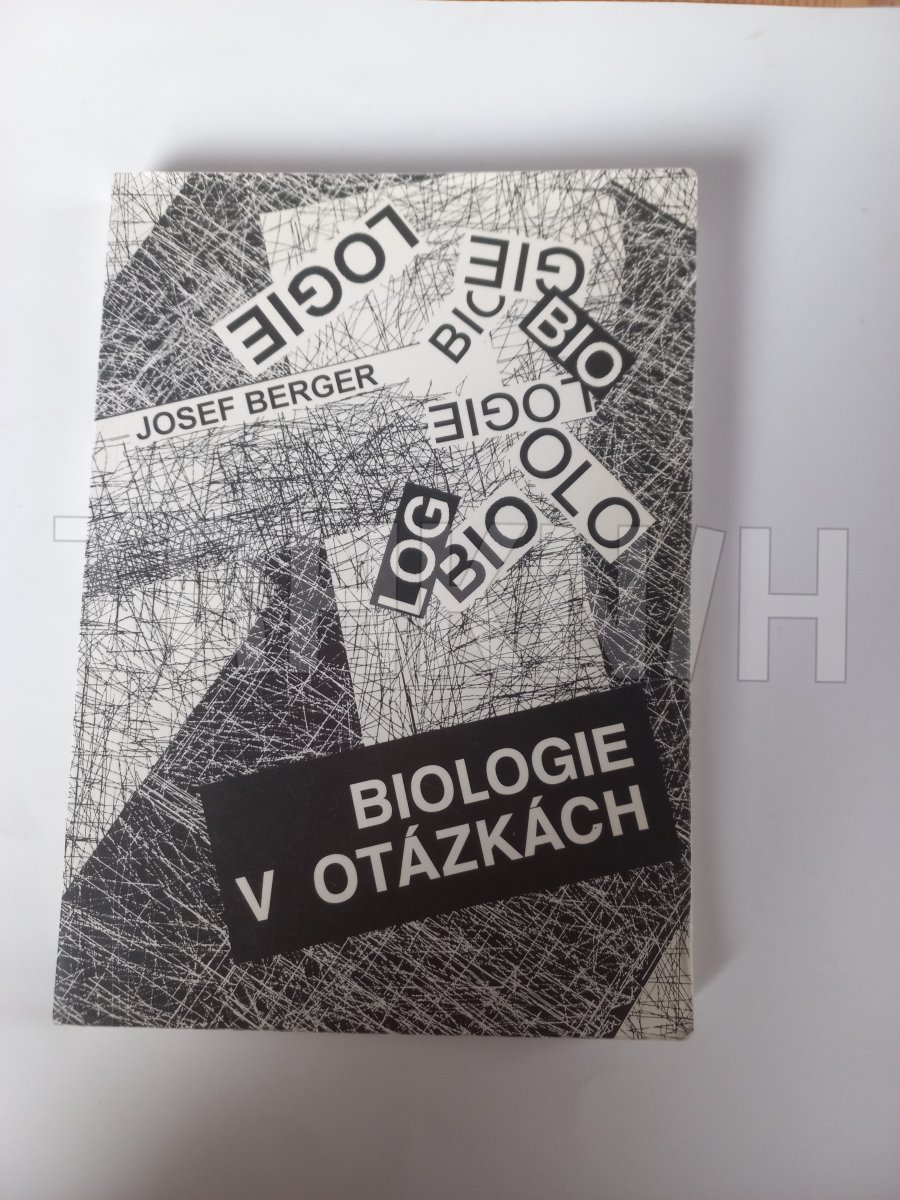 LOGIE
GIE
BIO
BIO
JOSEF BERGER
LOGIE
OLO
LOG
BIO
BIOLOGIE
V OTÁZKÁCH